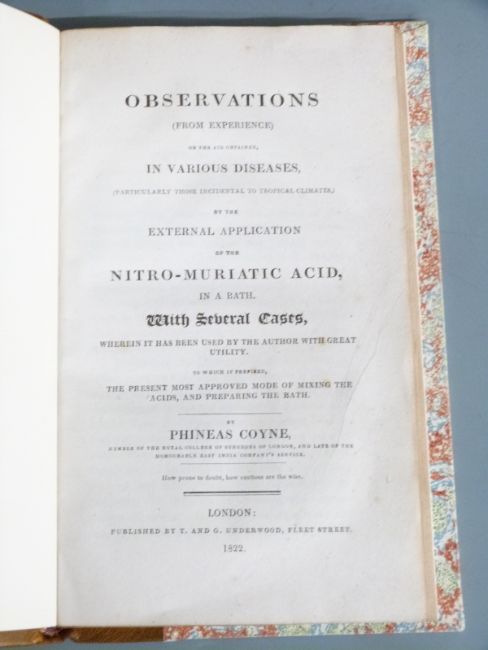 OBSERVATIONS
(FROM EXPERIENCE)
ON THE AID OBTAINED,
IN VARIOUS DISEASES,
(PARTICULARLY THOSE INCIDENTAL TO TROPICAL CLIMATES,)
BY THE
EXTERNAL APPLICATION
OF THE
NITRO-MURIATIC ACID,
IN A BATH,
With Several Cases,
WHEREIN IT HAS BEEN USED BY THE AUTHOR WITH GREAT
UTILITY.
TO WHICH IS PREFIXED,
THE PRESENT MOST APPROVED MODE OF MIXING THE
ACIDS, AND PREPARING THE BATH.
BY
PHINEAS COYNE,
MEMBER OF THE ROYAL COLLEGE OF SURGEONS OF LONDON, AND LATE OF THE
HONOURABLE EAST INDIA COMPANY'S SERVICE.
How prone to doubt, how cautious are the wise.
LONDON:
PUBLISHED BY T. AND G. UNDERWOOD, FLEET STREET.
1822.